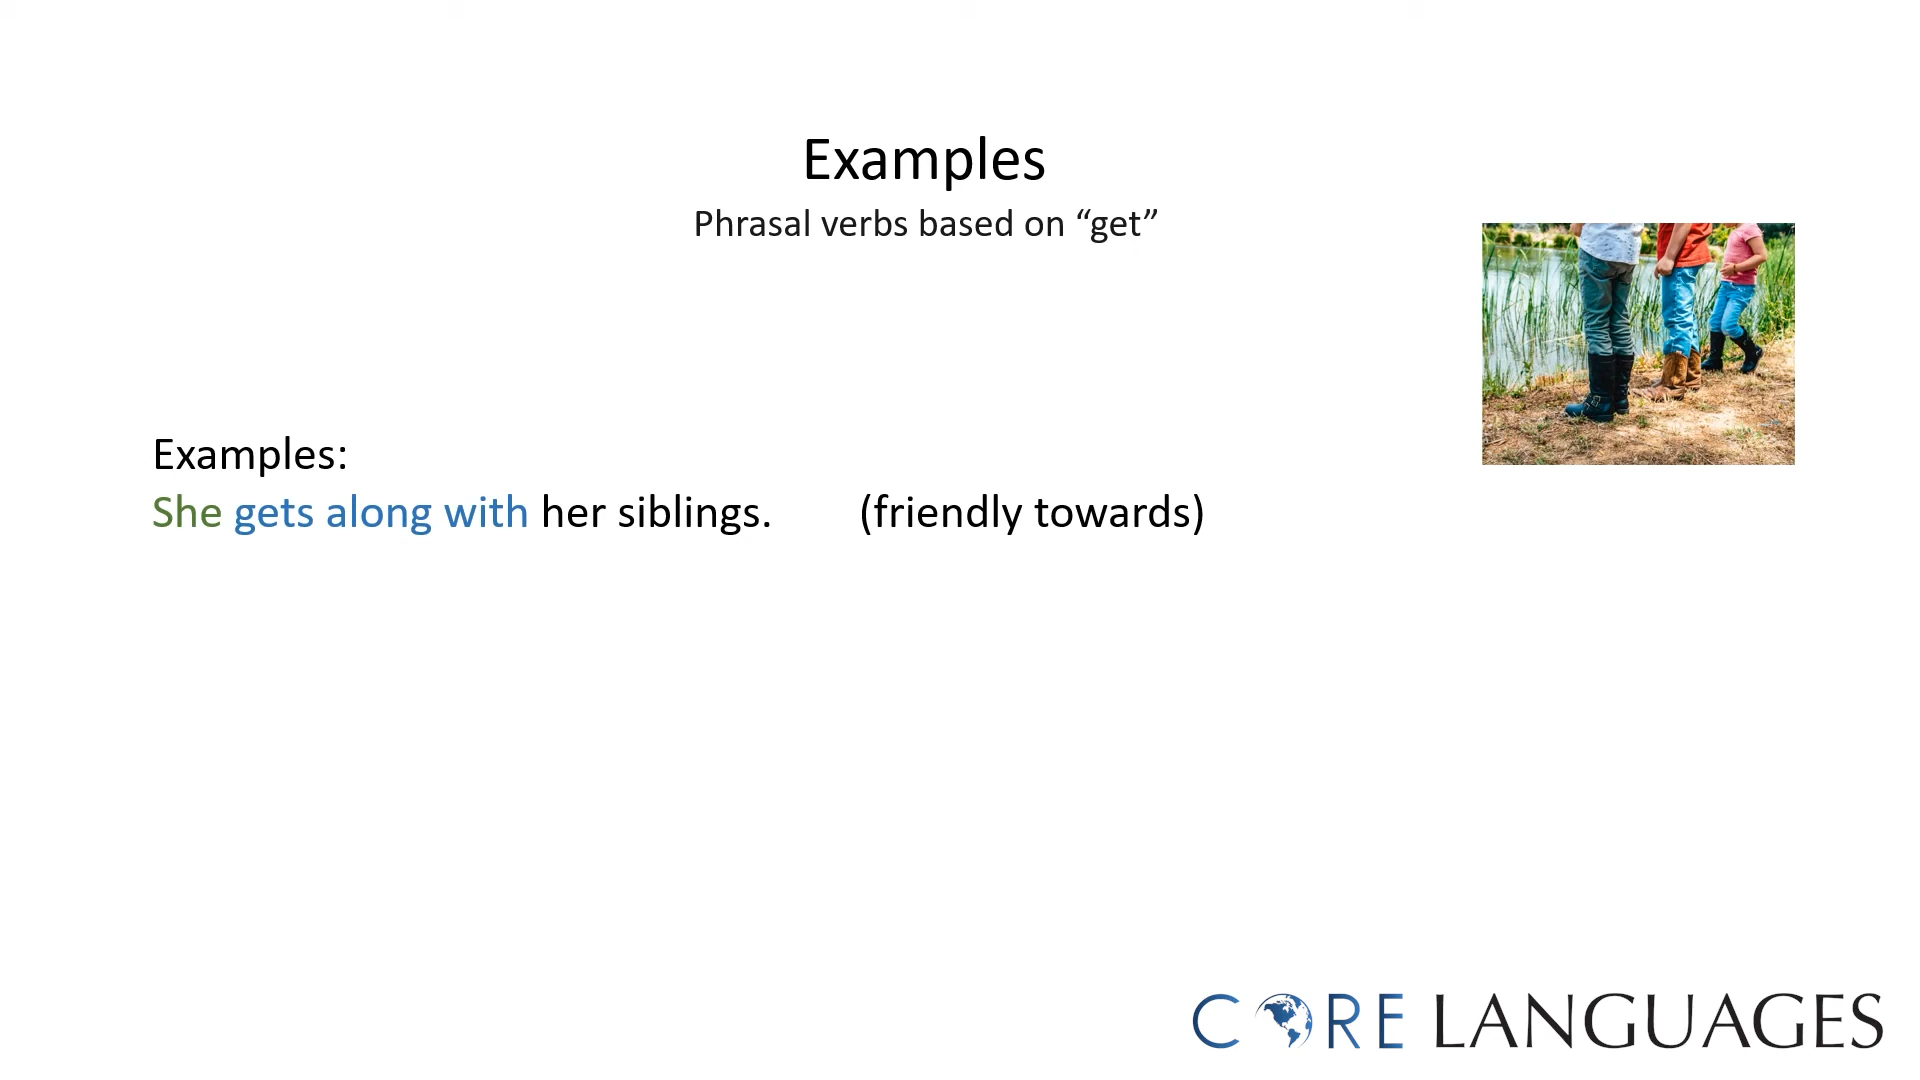 Examples
Phrasal verbs based on “get”
Examples:
She gets along with her siblings. (friendly towards)
CORE LANGUAGES